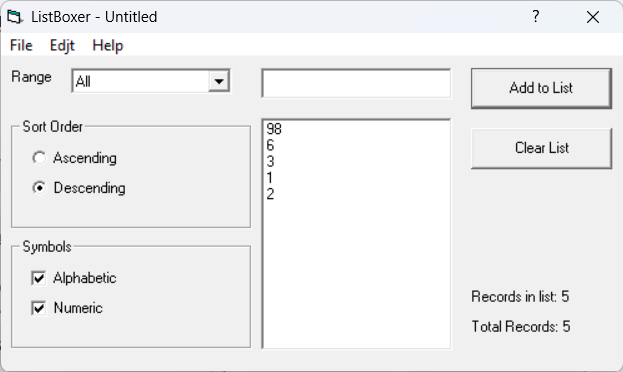 ListBoxer - Untitled
File Edjt Help
Range All
Add to List
Sort Order
Ascending
Descending
98
6
3
1
2
Clear List
Symbols
Alphabetic
Numeric
Records in list: 5
Total Records: 5